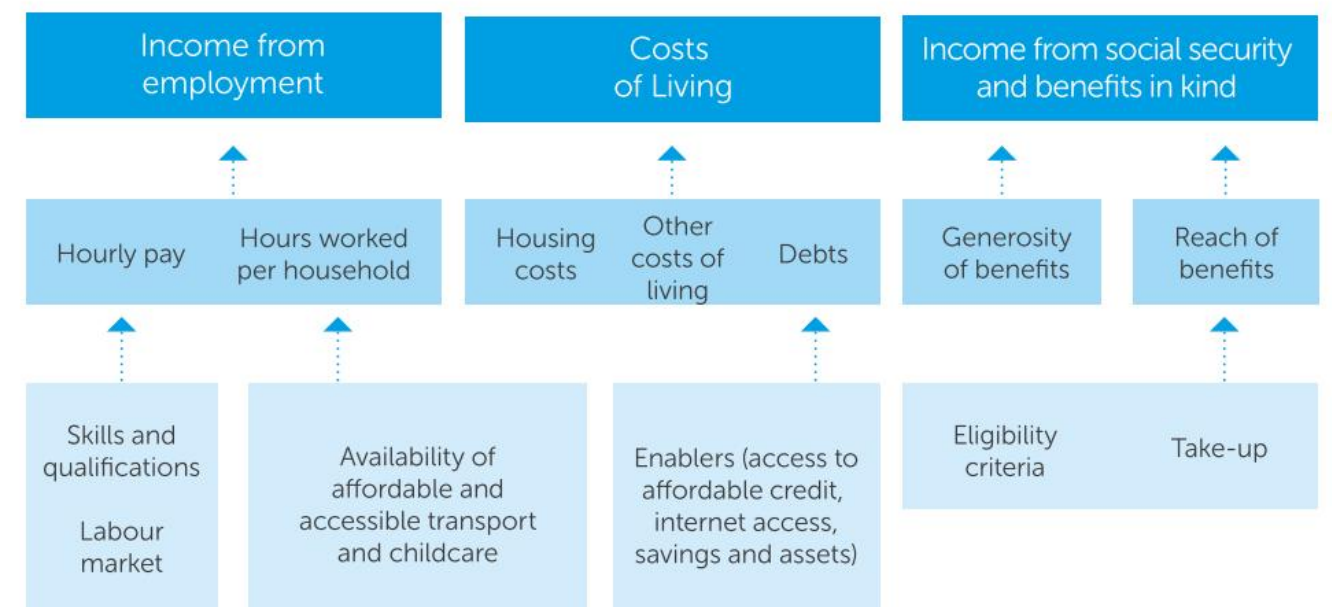 Income from
employment
Costs
of Living
Income from social security
and benefits in kind
Hourly pay
Hours worked
per household
Housing
costs
Other
costs of
living
Debts
Generosity
of benefits
Reach of
benefits
Skills and
qualifications
Labour
market
Availability of
affordable and
accessible transport
and childcare
Enablers (access to
affordable credit,
internet access,
savings and assets)
Eligibility
criteria
Take-up